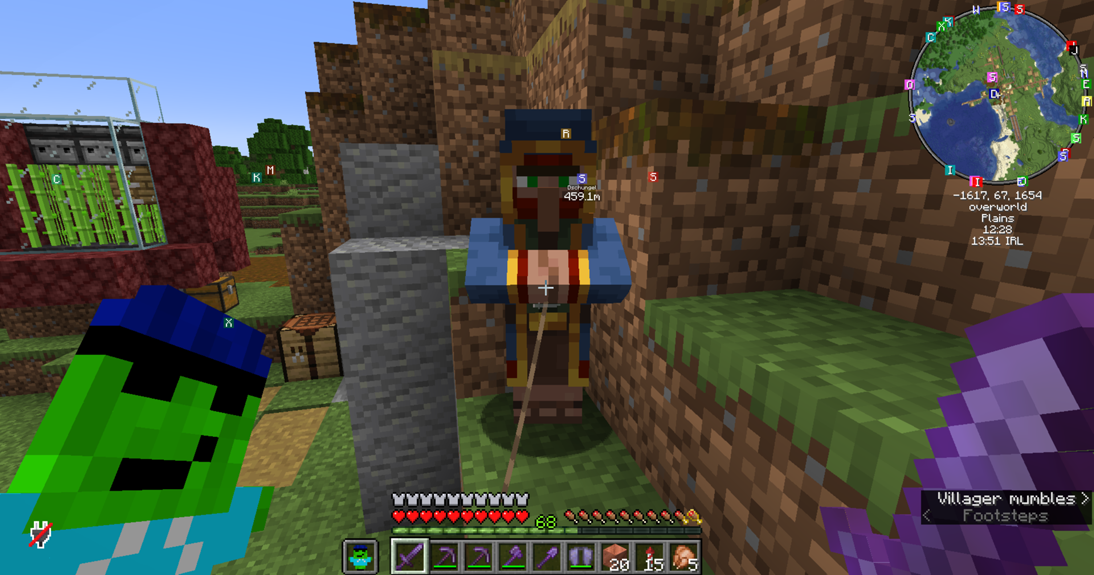 W
S
S
K
X
C
J
S
N
O
S
E
D
A
S
K
S
S
I
I
D
-1617, 67, 1654
overworld
Plains
12:28
13:51 IRL
R
M
K
C
S
S
Dschungel
459.1m
X
Villager mumbles >
< Footsteps
68
20
15
5